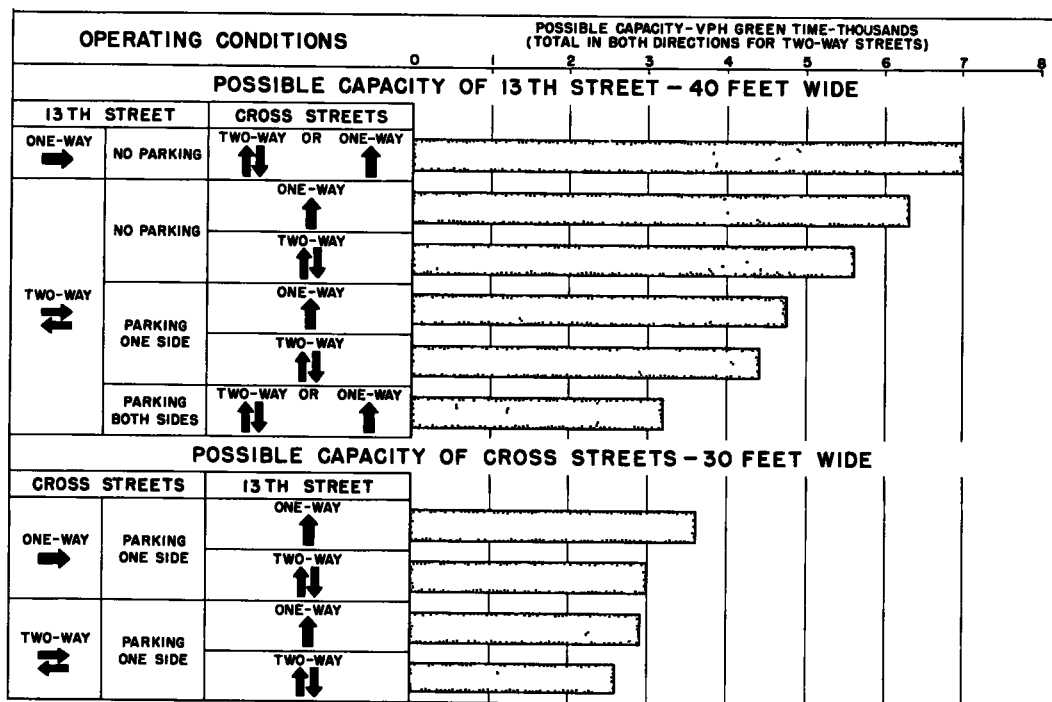 OPERATING CONDITIONS
POSSIBLE CAPACITY-VPH GREEN TIME-THOUSANDS
(TOTAL IN BOTH DIRECTIONS FOR TWO-WAY STREETS)
0 1 2 3 4 5 6 7 8
POSSIBLE CAPACITY OF 13TH STREET - 40 FEET WIDE
13TH STREET CROSS STREETS
ONE-WAY NO PARKING TWO-WAY OR ONE-WAY
ONE-WAY
NO PARKING
TWO-WAY
TWO-WAY
ONE-WAY
PARKING
ONE SIDE
TWO-WAY
PARKING
BOTH SIDES
TWO-WAY OR ONE-WAY
POSSIBLE CAPACITY OF CROSS STREETS - 30 FEET WIDE
CROSS STREETS 13TH STREET
ONE-WAY
ONE-WAY
PARKING
ONE SIDE
TWO-WAY
ONE-WAY
TWO-WAY
PARKING
ONE SIDE
TWO-WAY